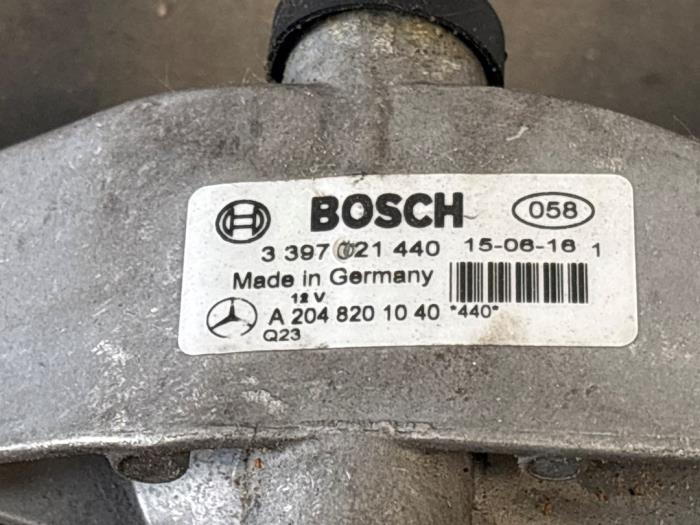 BOSCH 058
3 397 021 440 15-06-16 1
Made in Germany
12 V
A 204 820 10 40 *440*
Q23